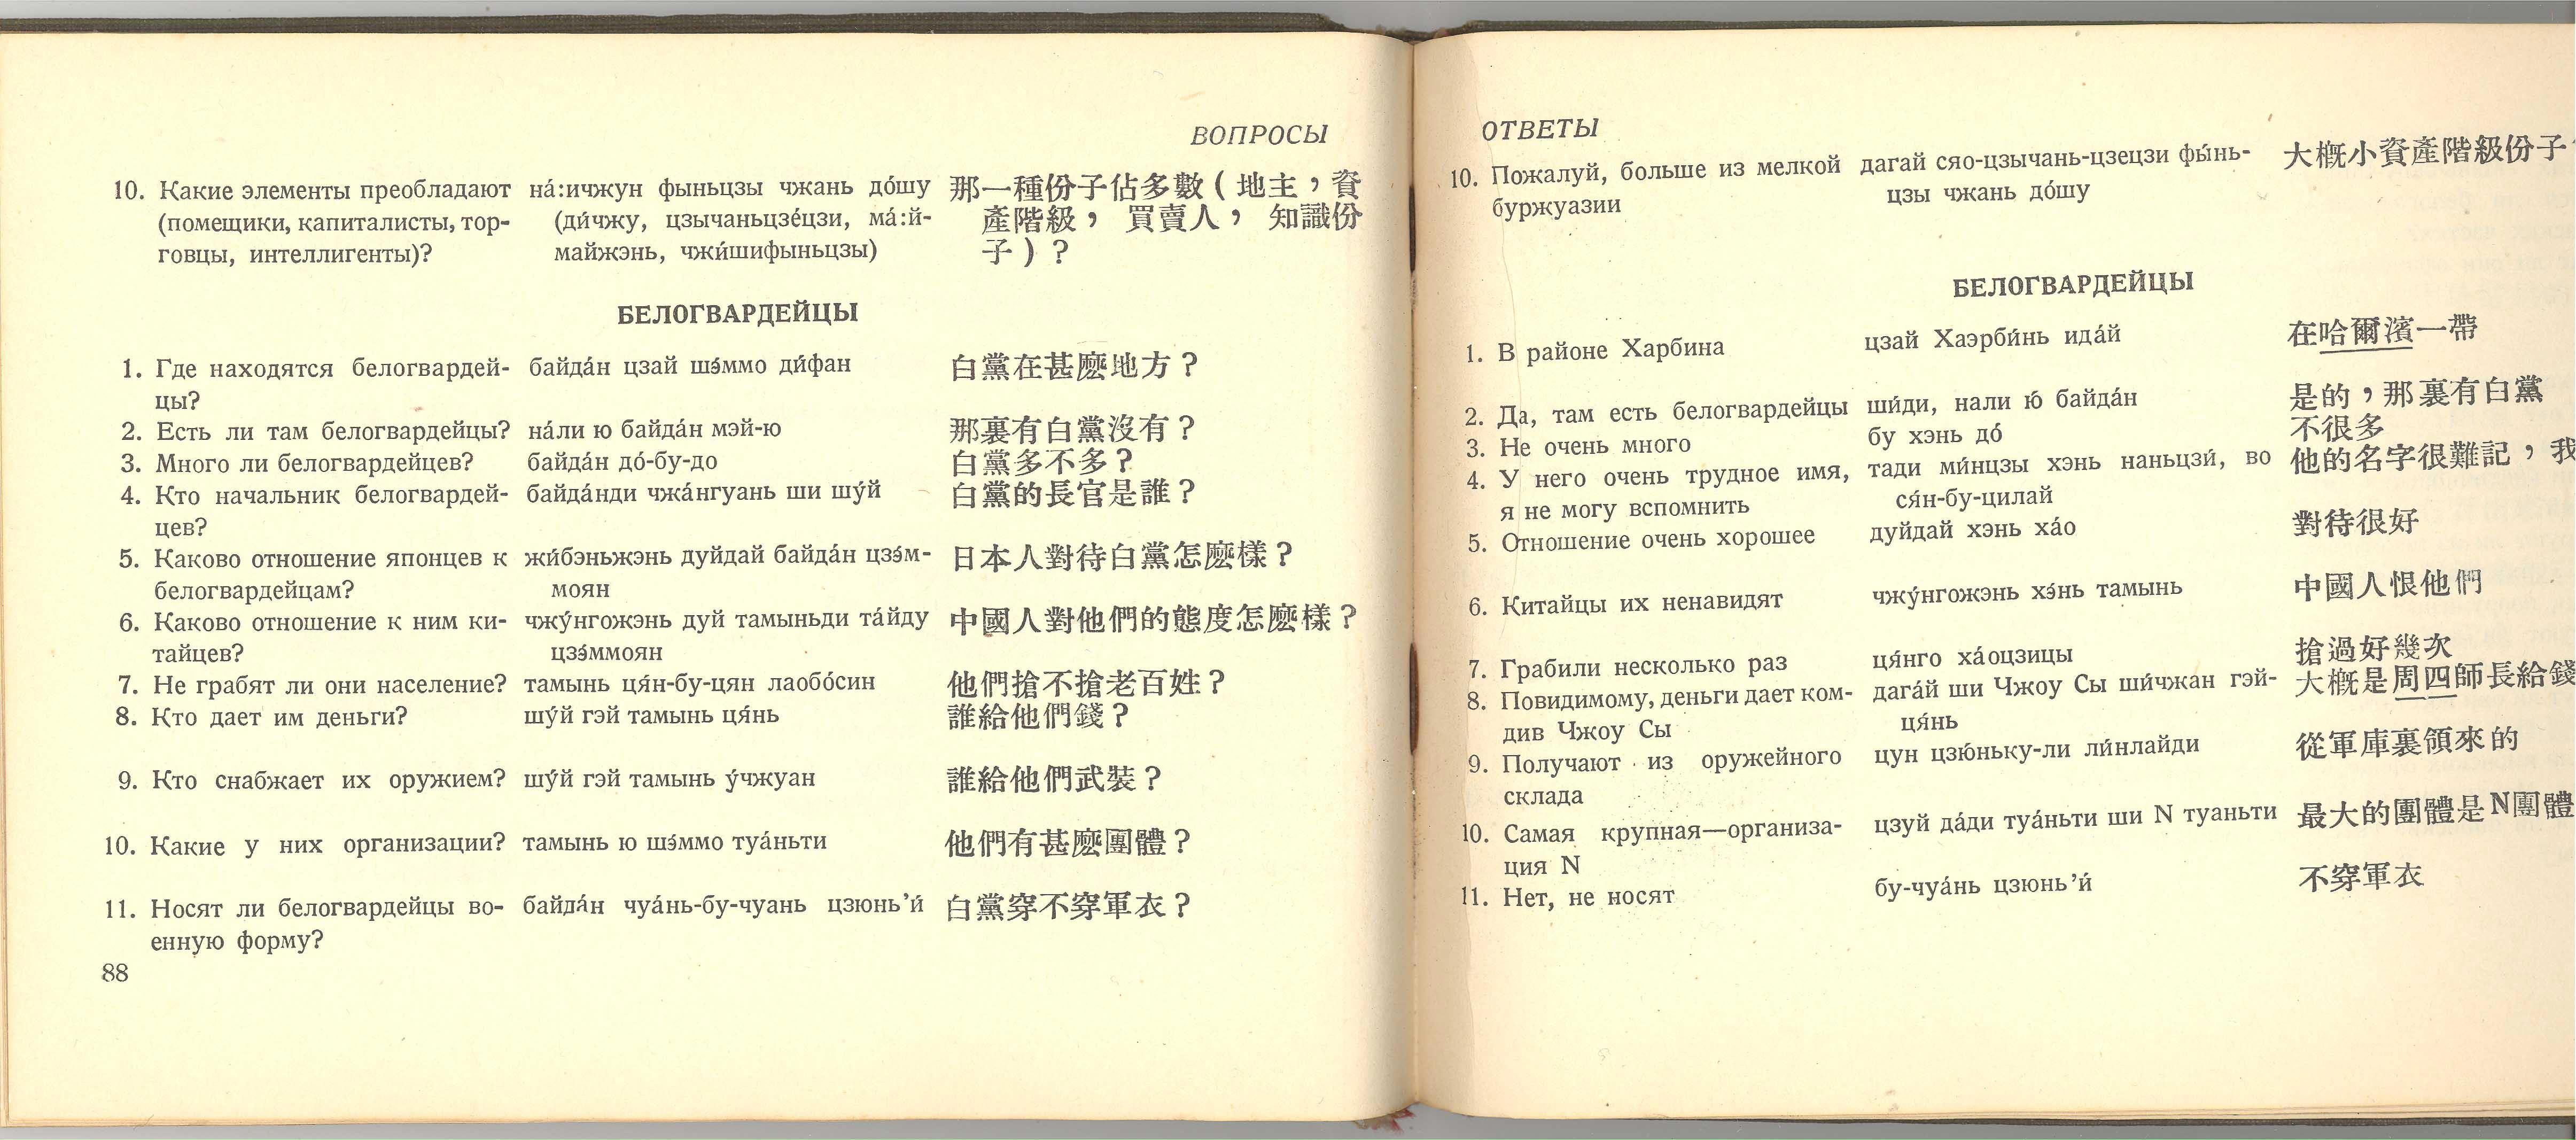 ВОПРОСЫ
10. Какие элементы преобладают на́:ичжун фыньцзы чжань до́шу 那一種份子佔多數(地主，資
(помещики, капиталисты, тор- (ди́чжу, цзычаньцзе́цзи, ма́:й- 產階級， 買賣人， 知識份
говцы, интеллигенты)? майжэнь, чжи́шифыньцзы) 子)？
БЕЛОГВАРДЕЙЦЫ
1. Где находятся белогвардей- байда́н цзай шэ́ммо ди́фан 白黨在甚麽地方？
цы?
2. Есть ли там белогвардейцы? на́ли ю байда́н мэй-ю 那裏有白黨沒有？
3. Много ли белогвардейцев? байда́н до́-бу-до 白黨多不多？
4. Кто начальник белогвардей- байда́нди чжа́нгуань ши шу́й 白黨的長官是誰？
цев?
5. Каково отношение японцев к жи́бэньжэнь дуйдай байда́н цзэ́м- 日本人對待白黨怎麽樣？
белогвардейцам? моян
6. Каково отношение к ним ки- чжу́нгожэнь дуй тамыньди та́йду 中國人對他們的態度怎麽樣？
тайцев? цзэ́ммоян
7. Не грабят ли они население? тамынь ця́н-бу-цян лаобо́син 他們搶不搶老百姓？
8. Кто дает им деньги? шу́й гэй тамынь ця́нь 誰給他們錢？
9. Кто снабжает их оружием? шу́й гэй тамынь у́чжуан 誰給他們武裝？
10. Какие у них организации? тамынь ю шэ́ммо туа́ньти 他們有甚麽團體？
11. Носят ли белогвардейцы во- байда́н чуа́нь-бу-чуань цзюнь’и́ 白黨穿不穿軍衣？
енную форму?
88
ОТВЕТЫ
10. Пожалуй, больше из мелкой дагай сяо-цзычань-цзецзи фы́нь- 大概小資產階級份子
буржуазии цзы чжань до́шу
БЕЛОГВАРДЕЙЦЫ
1. В районе Харбина цзай Хаэрби́нь ида́й 在哈爾濱一帶
2. Да, там есть белогвардейцы ши́ди, нали ю́ байда́н 是的，那裏有白黨
3. Не очень много бу хэнь до́ 不很多
4. У него очень трудное имя, тади ми́нцзы хэнь наньцзи́, во 他的名字很難記，我
я не могу вспомнить ся́н-бу-цилай
5. Отношение очень хорошее дуйдай хэнь ха́о 對待很好
6. Китайцы их ненавидят чжу́нгожэнь хэ́нь тамынь 中國人恨他們
7. Грабили несколько раз ця́нго ха́оцзицы 搶過好幾次
8. Повидимому, деньги дает ком- дага́й ши Чжоу Сы ши́чжан гэй- 大概是周四師長給錢
див Чжоу Сы ця́нь
9. Получают из оружейного цун цзю́ньку-ли ли́нлайди 從軍庫裏領來的
склада
10. Самая крупная—организа- цзуй да́ди туа́ньти ши N туаньти 最大的團體是N團體
ция N
11. Нет, не носят бу-чуа́нь цзюнь’и́ 不穿軍衣